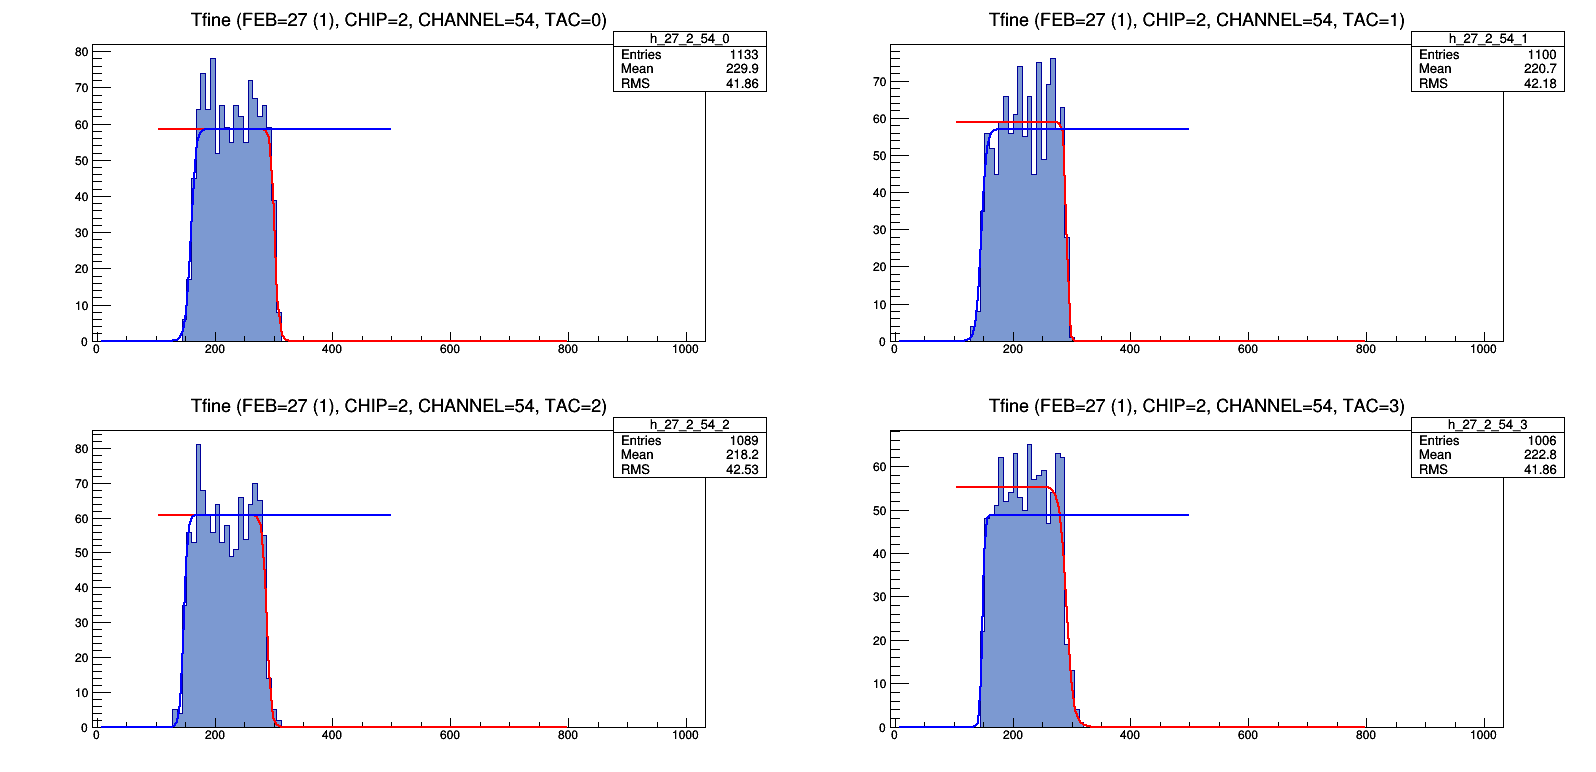 Tfine (FEB=27 (1), CHIP=2, CHANNEL=54, TAC=0)
h_27_2_54_0
Entries 1133
Mean 229.9
RMS 41.86
80
70
60
50
40
30
20
10
0
0 200 400 600 800 1000
Tfine (FEB=27 (1), CHIP=2, CHANNEL=54, TAC=1)
h_27_2_54_1
Entries 1100
Mean 220.7
RMS 42.18
70
60
50
40
30
20
10
0
0 200 400 600 800 1000
Tfine (FEB=27 (1), CHIP=2, CHANNEL=54, TAC=2)
h_27_2_54_2
Entries 1089
Mean 218.2
RMS 42.53
80
70
60
50
40
30
20
10
0
0 200 400 600 800 1000
Tfine (FEB=27 (1), CHIP=2, CHANNEL=54, TAC=3)
h_27_2_54_3
Entries 1006
Mean 222.8
RMS 41.86
60
50
40
30
20
10
0
0 200 400 600 800 1000